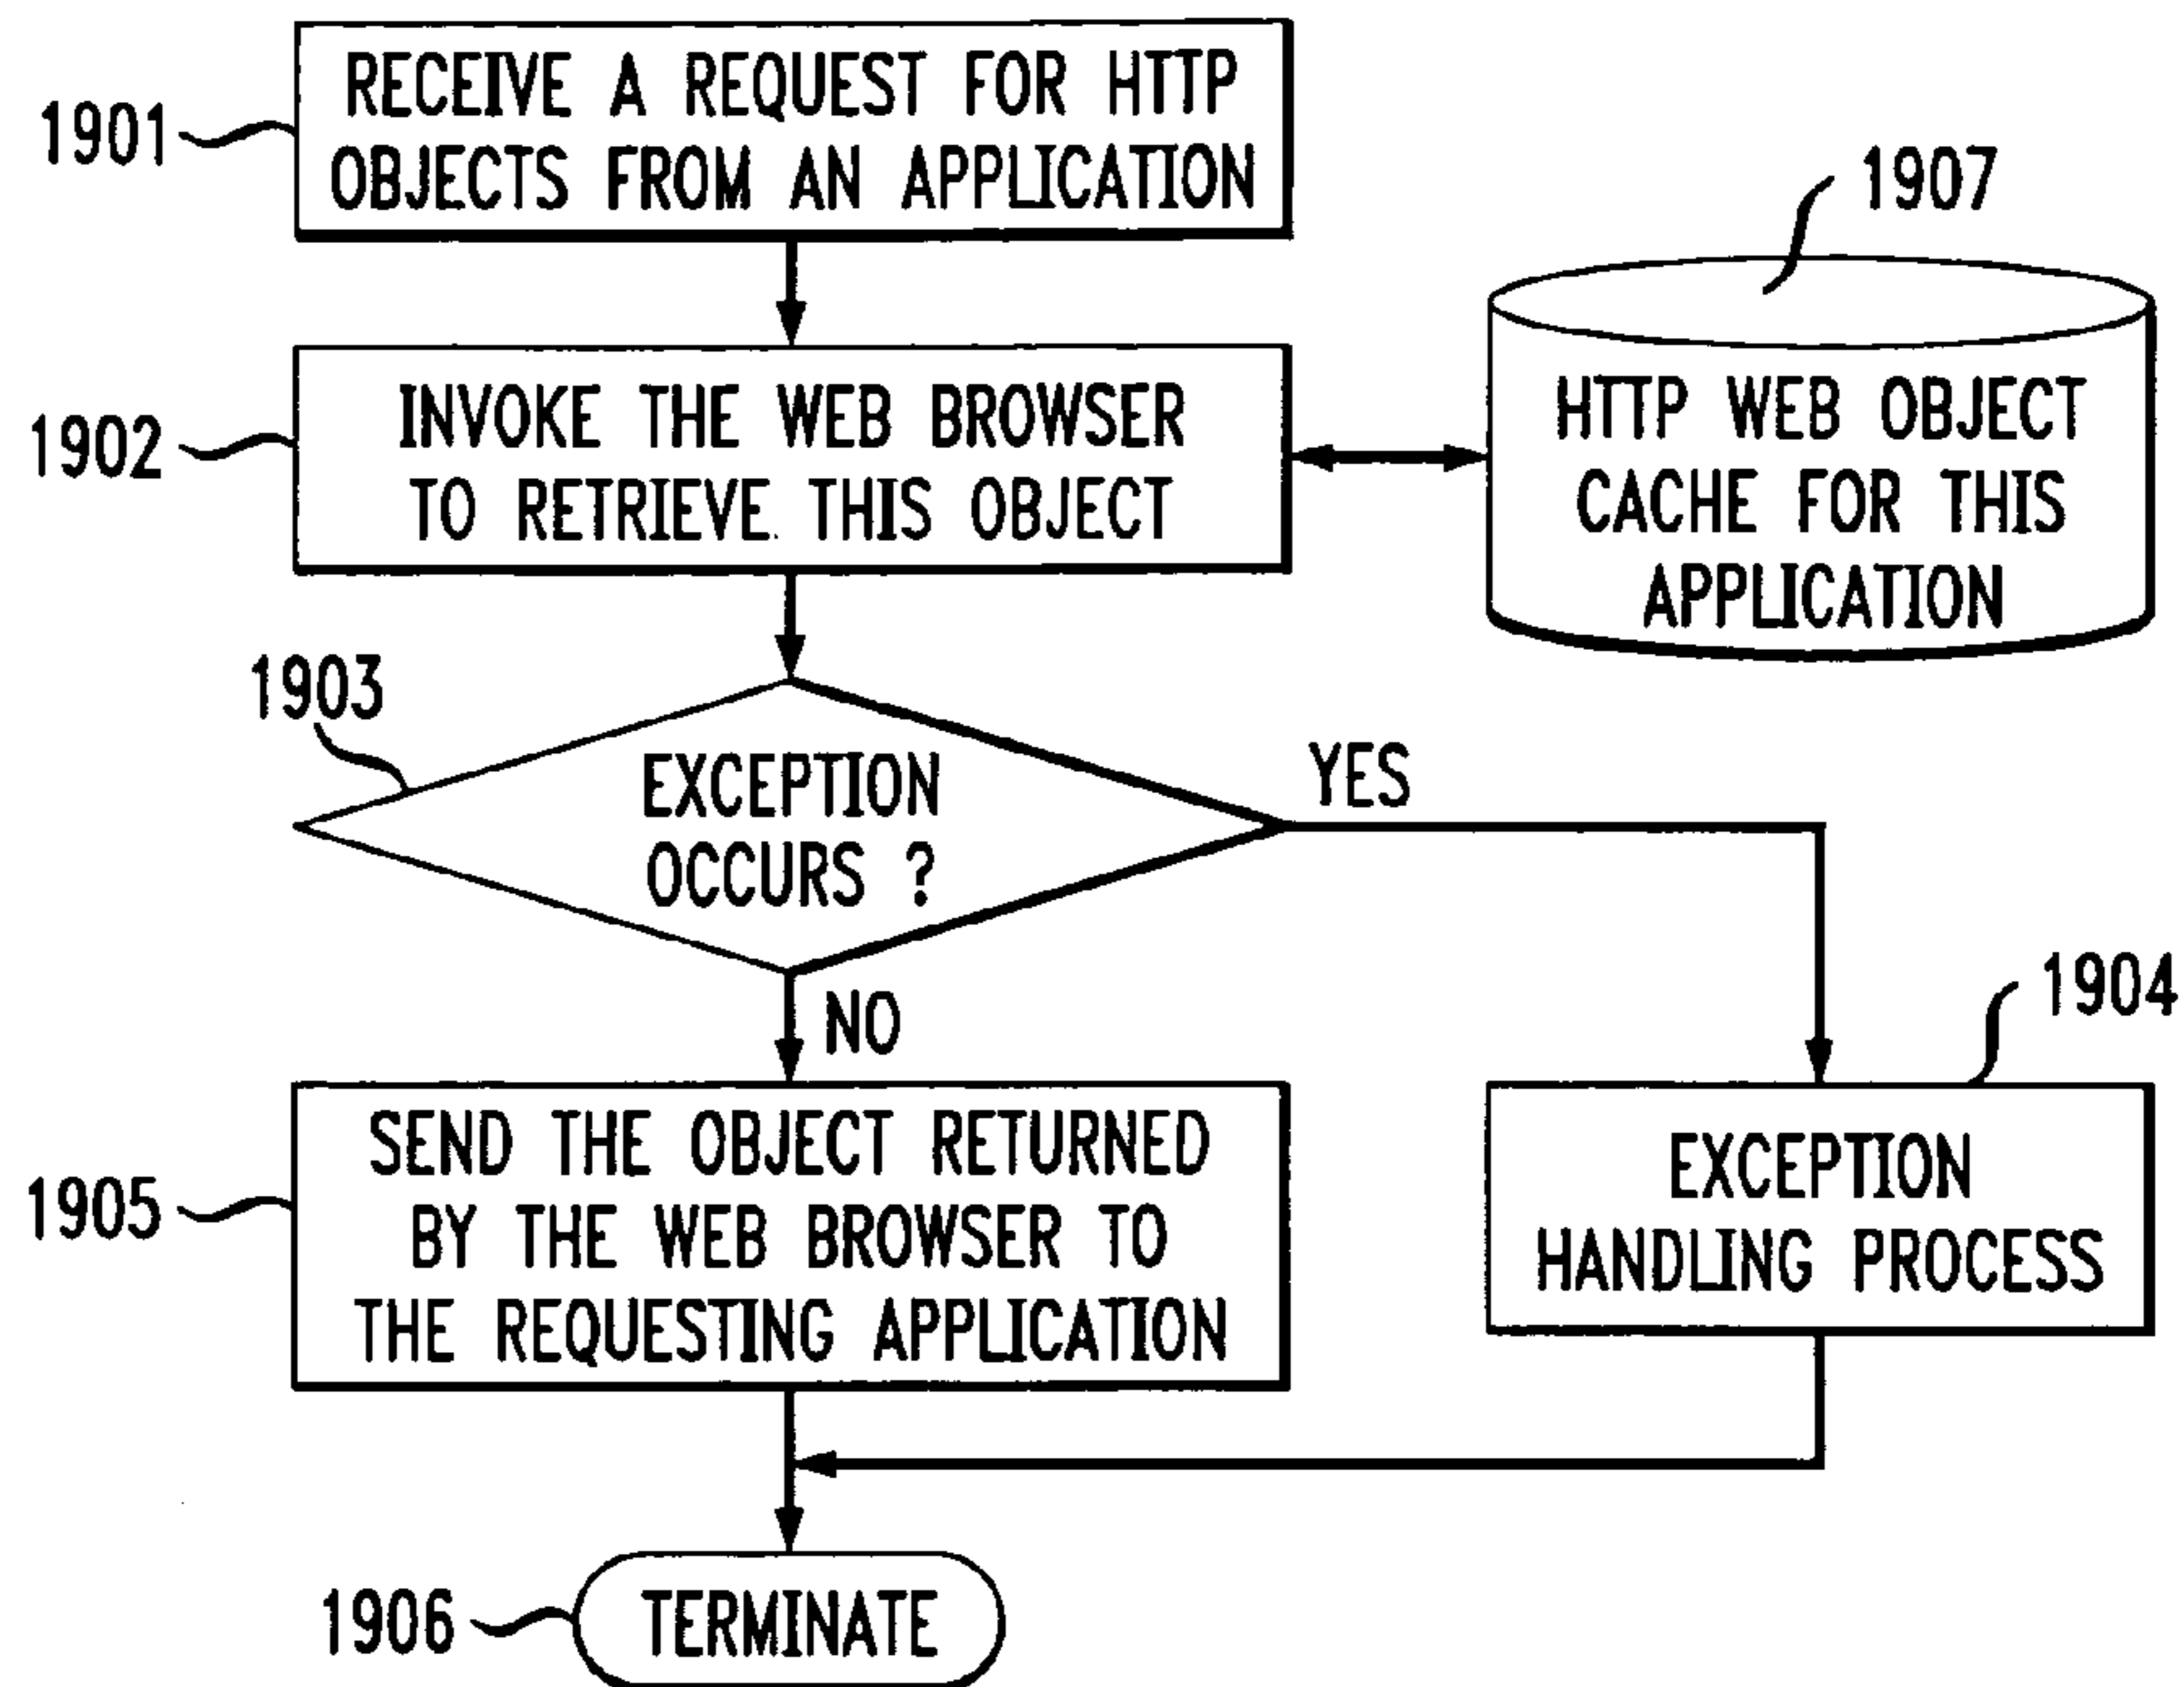 1901
RECEIVE A REQUEST FOR HTTP
OBJECTS FROM AN APPLICATION
1907
1902
INVOKE THE WEB BROWSER
TO RETRIEVE THIS OBJECT
HTTP WEB OBJECT
CACHE FOR THIS
APPLICATION
1903
EXCEPTION
OCCURS ?
YES
NO
1904
1905
SEND THE OBJECT RETURNED
BY THE WEB BROWSER TO
THE REQUESTING APPLICATION
EXCEPTION
HANDLING PROCESS
1906
TERMINATE